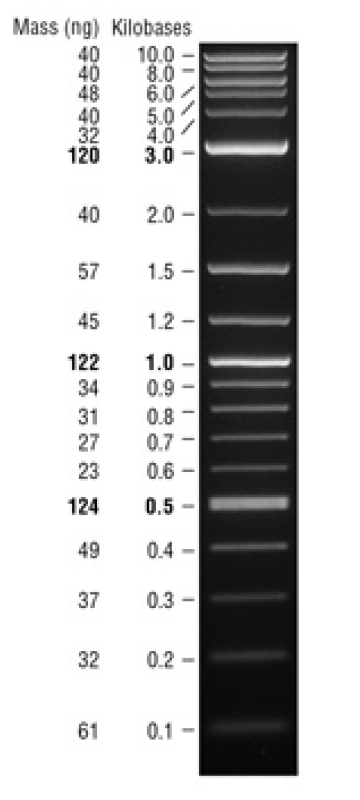 Mass (ng) Kilobases
40 10.0 –
40 8.0 –
48 6.0
40 5.0
32 4.0
120 3.0 –
40 2.0 –
57 1.5 –
45 1.2 –
122 1.0 –
34 0.9 –
31 0.8 –
27 0.7 –
23 0.6 –
124 0.5 –
49 0.4 –
37 0.3 –
32 0.2 –
61 0.1 –